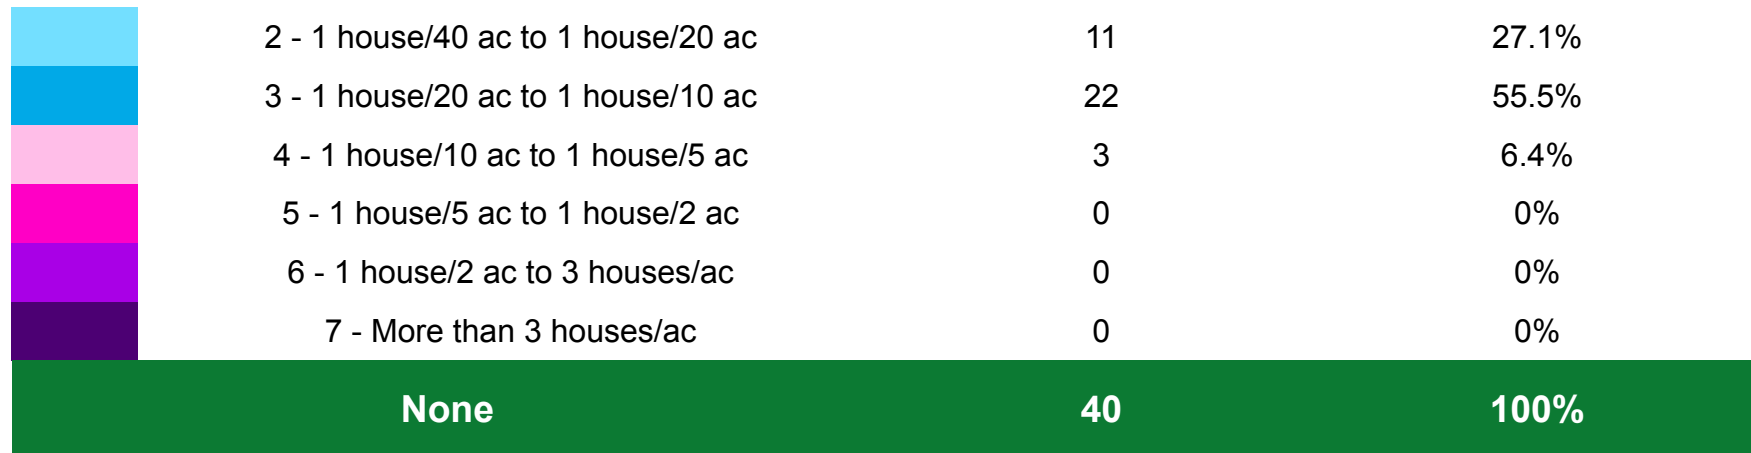 2 - 1 house/40 ac to 1 house/20 ac 11 27.1%
3 - 1 house/20 ac to 1 house/10 ac 22 55.5%
4 - 1 house/10 ac to 1 house/5 ac 3 6.4%
5 - 1 house/5 ac to 1 house/2 ac 0 0%
6 - 1 house/2 ac to 3 houses/ac 0 0%
7 - More than 3 houses/ac 0 0%
None 40 100%